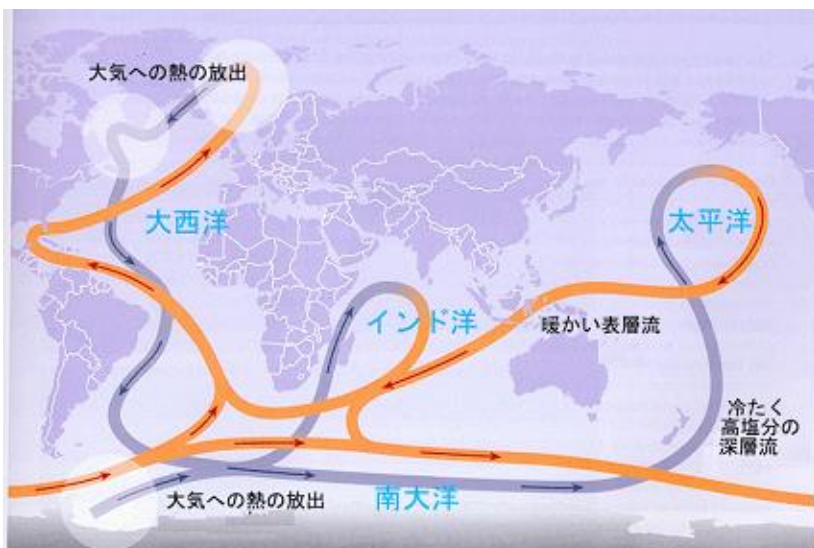 大気への熱の放出
大西洋
太平洋
インド洋
暖かい表層流
冷たく
高塩分の
深層流
大気への熱の放出
南大洋